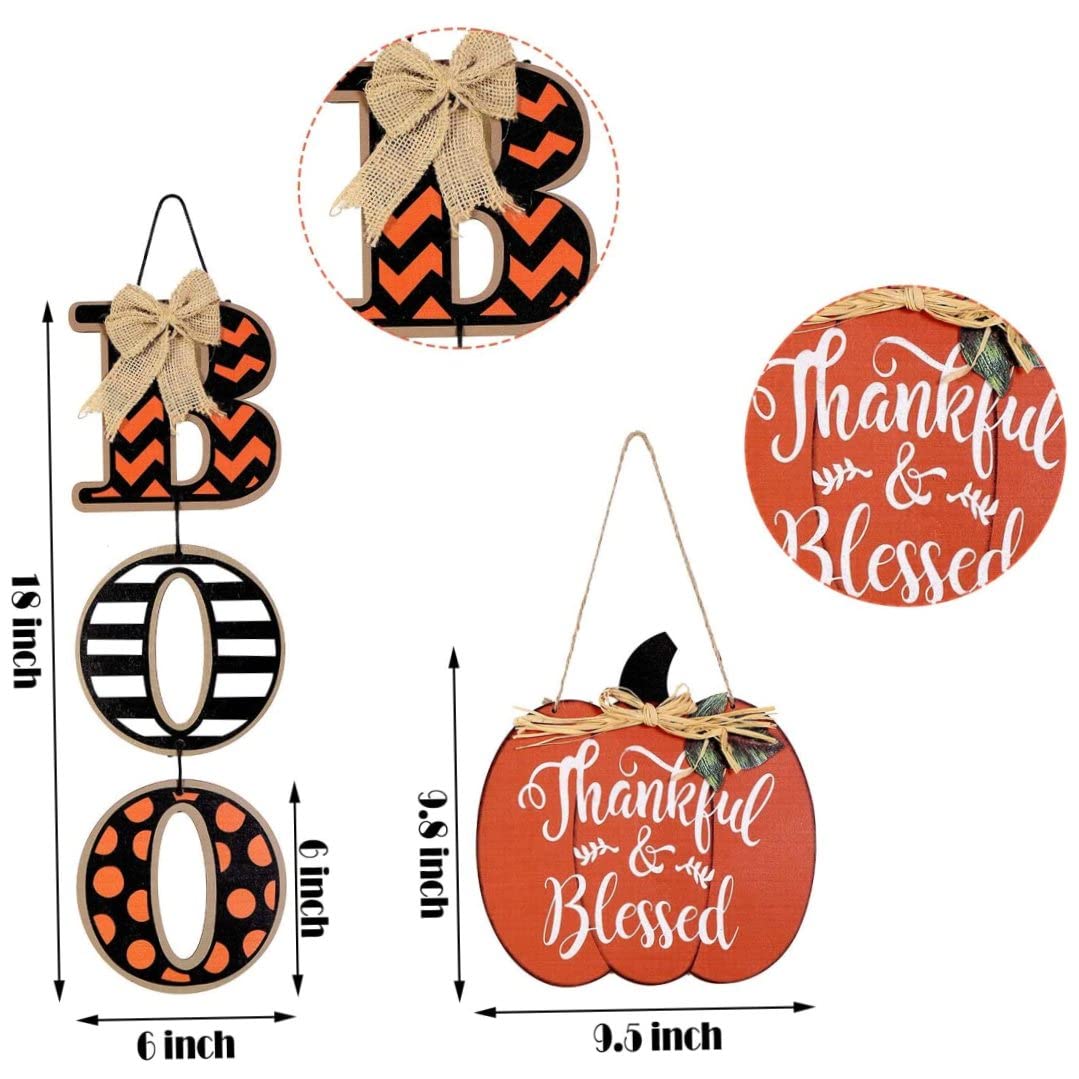 B
B
O
O
18 inch
6 inch
6 inch
Thankful
&
Blessed
Thankful
&
Blessed
9.8 inch
9.5 inch